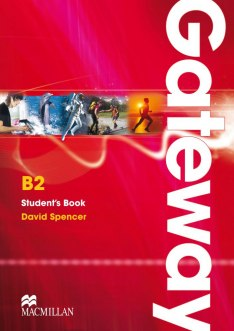 Gateway
B2
Student's Book
David Spencer
MACMILLAN